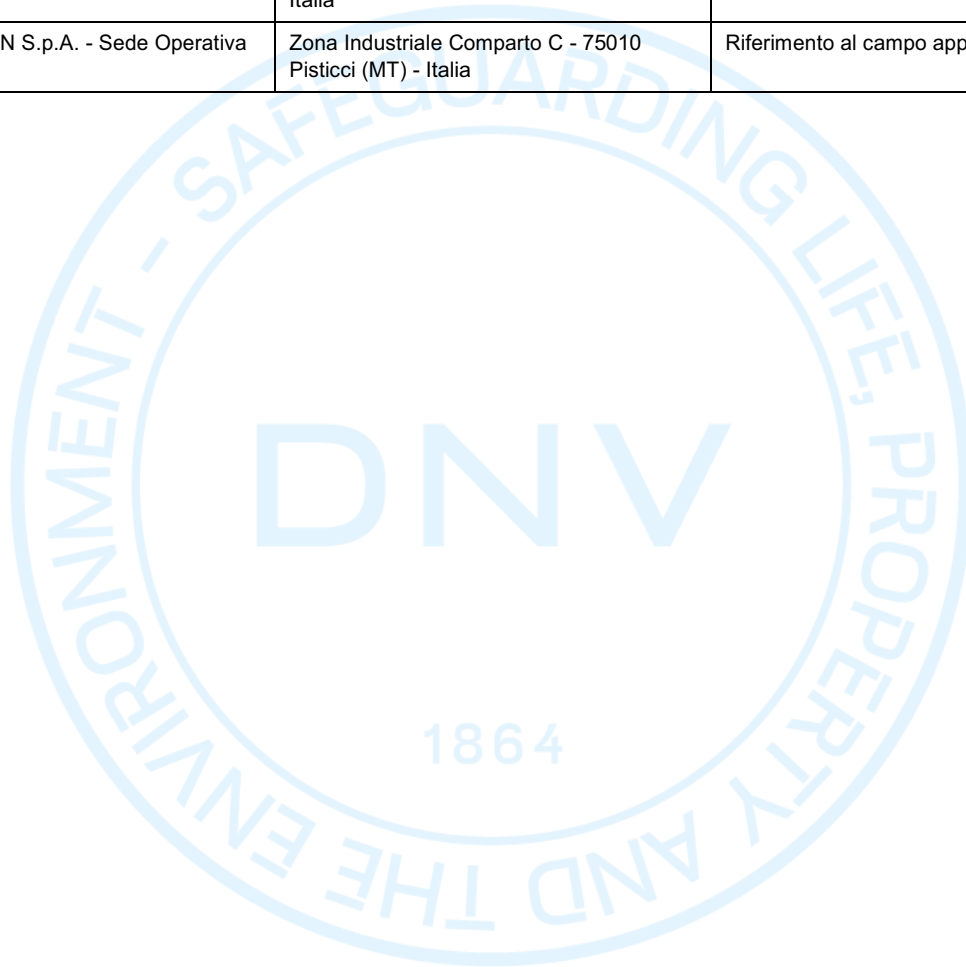 Italia
N S.p.A. - Sede Operativa
Zona Industriale Comparto C - 75010
Pisticci (MT) - Italia
Riferimento al campo app
SAFEGUARDING LIFE, PROPERTY AND THE ENVIRONMENT -
DNV
1864